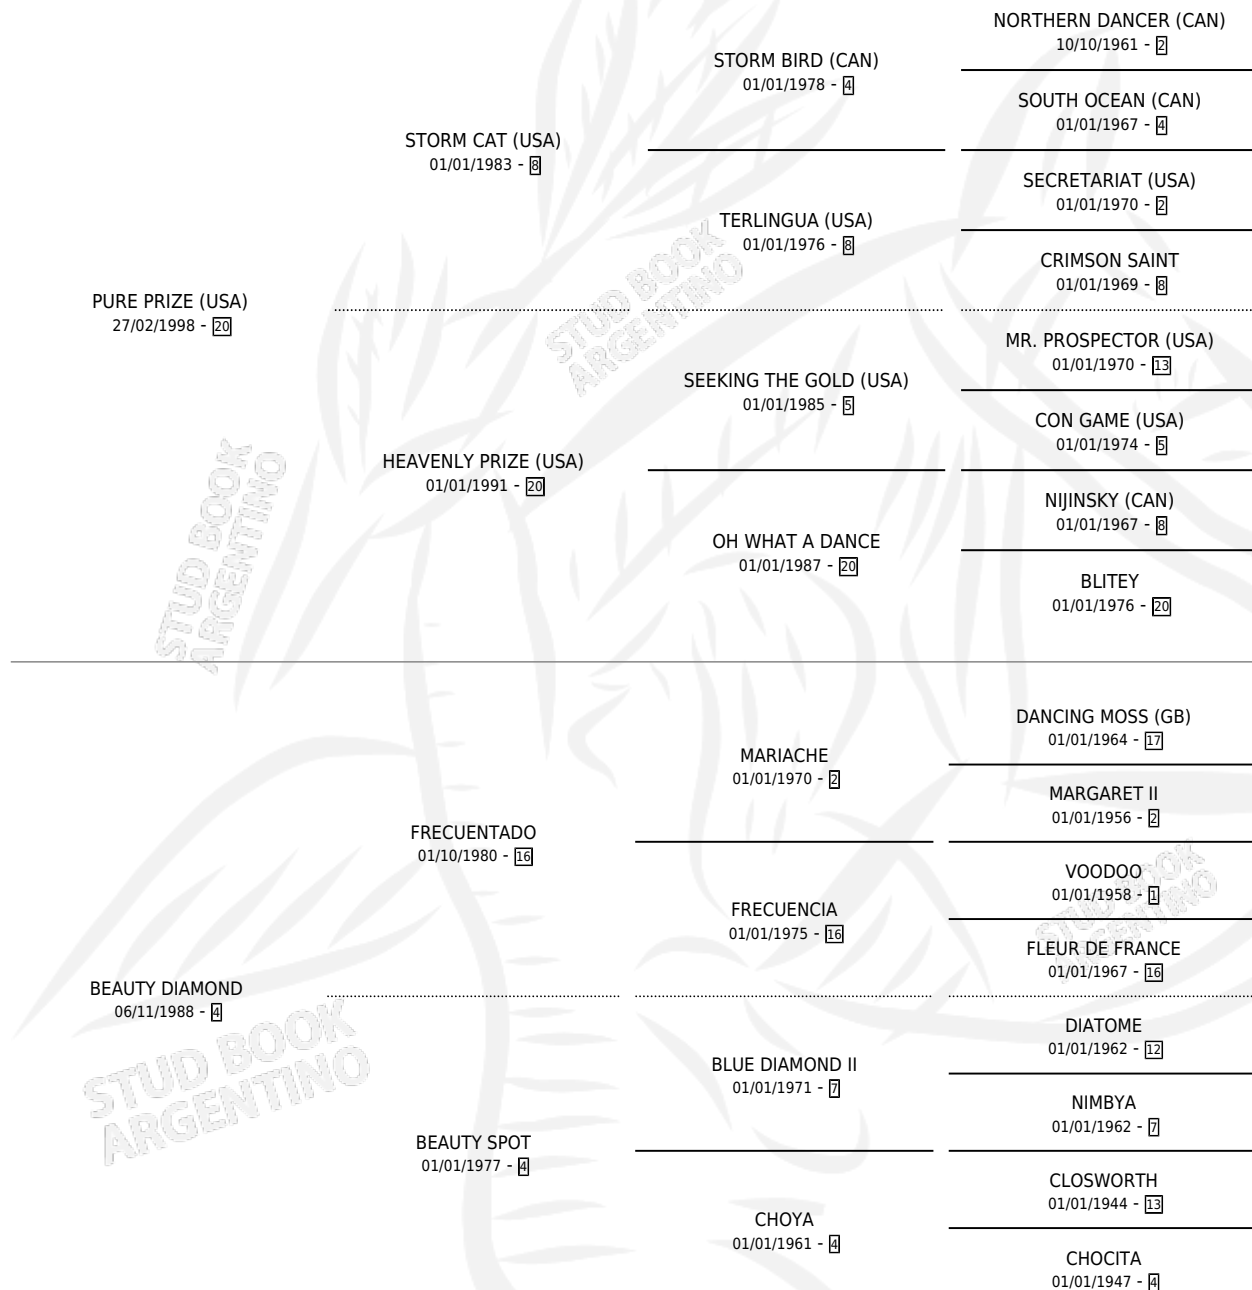 NORTHERN DANCER (CAN)
10/10/1961 - 2
STORM BIRD (CAN)
01/01/1978 - 4
SOUTH OCEAN (CAN)
01/01/1967 - 4
STORM CAT (USA)
01/01/1983 - 8
SECRETARIAT (USA)
01/01/1970 - 2
TERLINGUA (USA)
01/01/1976 - 8
CRIMSON SAINT
01/01/1969 - 8
PURE PRIZE (USA)
27/02/1998 - 20
MR. PROSPECTOR (USA)
01/01/1970 - 13
SEEKING THE GOLD (USA)
01/01/1985 - 5
CON GAME (USA)
01/01/1974 - 5
HEAVENLY PRIZE (USA)
01/01/1991 - 20
NIJINSKY (CAN)
01/01/1967 - 8
OH WHAT A DANCE
01/01/1987 - 20
BLITEY
01/01/1976 - 20
DANCING MOSS (GB)
01/01/1964 - 17
MARIACHE
01/01/1970 - 2
MARGARET II
01/01/1956 - 2
FRECUENTADO
01/10/1980 - 16
VOODOO
01/01/1958 - 1
FRECUENCIA
01/01/1975 - 16
FLEUR DE FRANCE
01/01/1967 - 16
BEAUTY DIAMOND
06/11/1988 - 4
DIATOME
01/01/1962 - 12
BLUE DIAMOND II
01/01/1971 - 7
NIMBYA
01/01/1962 - 7
BEAUTY SPOT
01/01/1977 - 4
CLOSWORTH
01/01/1944 - 13
CHOYA
01/01/1961 - 4
CHOCITA
01/01/1947 - 4
STUD BOOK
ARGENTINO
STUD BOOK
ARGENTINO
STUD BOOK
ARGENTINO
STUD BOOK
ARGENTINO